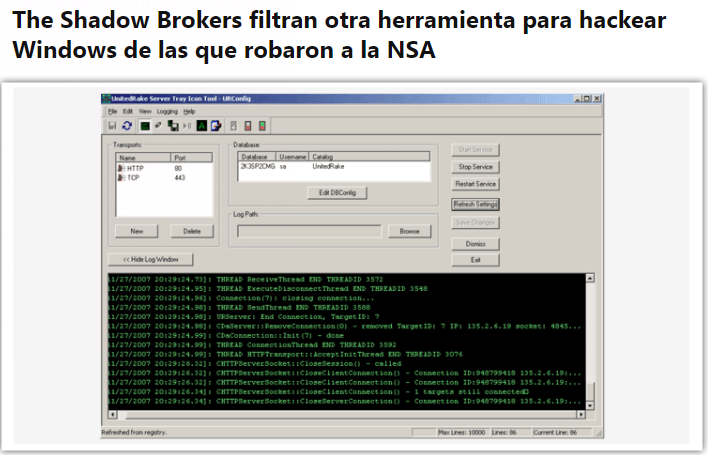 The Shadow Brokers filtran otra herramienta para hackear
Windows de las que robaron a la NSA
UnitedRake Server Tray Icon Tool - URConfig
File Edit View Logging Help
Transports:
Name Port
HTTP 80
TCP 443
New Delete
Database:
Database Username Catalog
2K3SP2CMG sa UnitedRake
Edit DBConfig
Log Path:
Browse
Start Service
Stop Service
Restart Service
Refresh Settings
Save Changes
Dismiss
Exit
<< Hide Log Window
11/27/2007 20:29:24.73]: THREAD ReceiveThread END THREADID 3572
11/27/2007 20:29:24.95]: THREAD ExecuteDisconnectThread END THREADID 3548
11/27/2007 20:29:24.96]: Connection(7): closing connection...
11/27/2007 20:29:24.98]: THREAD SendThread END THREADID 3588
11/27/2007 20:29:24.98]: URServer: End Connection, TargetID: 7
11/27/2007 20:29:24.98]: CDaServer::RemoveConnection(0) - removed TargetID: 7 IP: 135.2.6.19 socket: 4845...
11/27/2007 20:29:24.99]: CDaConnection::Init(7) - done
11/27/2007 20:29:24.99]: THREAD ConnectionThread END THREADID 3592
11/27/2007 20:29:24.99]: THREAD HTTPTransport::AcceptInitThread END THREADID 3076
11/27/2007 20:29:26.32]: CHTTPServerSocket::CloseSession() - called
11/27/2007 20:29:26.32]: CHTTPServerSocket::CloseClientConnection() - Connection ID:948799418 135.2.6.19:...
11/27/2007 20:29:26.32]: CHTTPServerSocket::CloseClientConnection() - Connection ID:948799418 135.2.6.19:...
11/27/2007 20:29:26.34]: CHTTPServerSocket::CloseClientConnection() - 1 targets still connected
11/27/2007 20:29:26.34]: CHTTPServerSocket::CloseServerConnection() - Connection ID:948799418 135.2.6.19:...
Refreshed from registry. Max Lines: 10000 Lines: 86 Current Line: 86